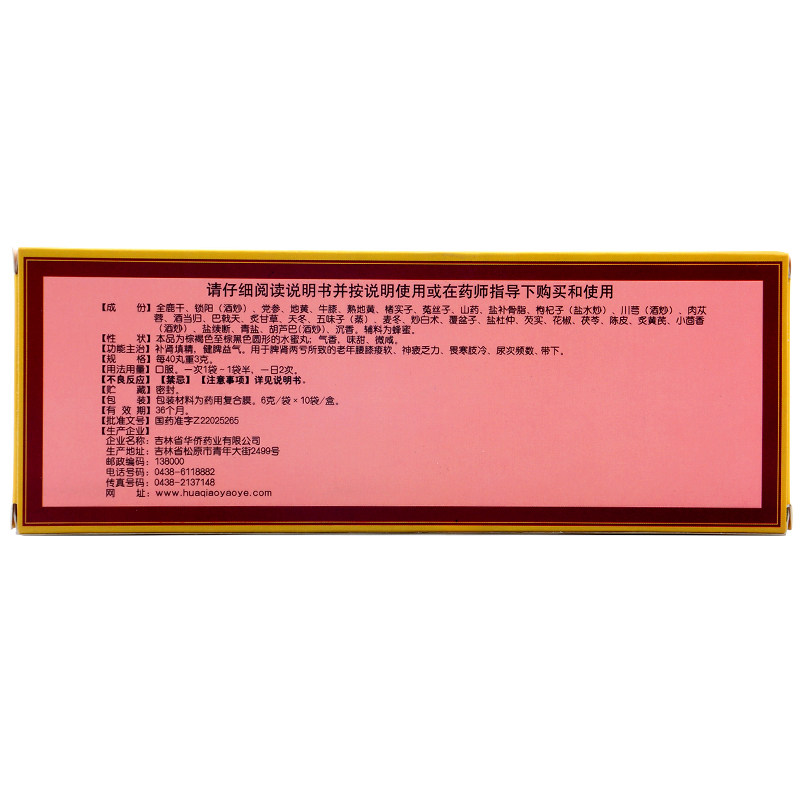 请仔细阅读说明书并按说明使用或在药师指导下购买和使用
【成 份】全鹿干、锁阳（酒炒）、党参、地黄、牛膝、熟地黄、楮实子、菟丝子、山药、盐补骨脂、枸杞子（盐水炒）、川芎（酒炒）、肉苁
蓉、酒当归、巴戟天、炙甘草、天冬、五味子（蒸）、麦冬、炒白术、覆盆子、盐杜仲、芡实、花椒、茯苓、陈皮、炙黄芪、小茴香
（酒炒）、盐续断、青盐、胡芦巴(酒炒)、沉香。辅料为蜂蜜。
【性 状】本品为棕褐色至棕黑色圆形的水蜜丸；气香，味甜、微咸。
【功能主治】补肾填精，健脾益气。用于脾肾两亏所致的老年腰膝痠软、神疲乏力、畏寒肢冷、尿次频数、带下。
【规 格】每40丸重3克。
【用法用量】口服。一次1袋~1袋半，一日2次。
【不良反应】【禁忌】【注意事项】详见说明书。
【贮 藏】密封。
【包 装】包装材料为药用复合膜。6克/袋×10袋/盒。
【有 效 期】36个月。
【批准文号】国药准字Z22025265
【生产企业】
企业名称：吉林省华侨药业有限公司
生产地址：吉林省松原市青年大街2499号
邮政编码：138000
电话号码：0438-6118882
传真号码：0438-2137148
网 址：www.huaqiaoyaoye.com